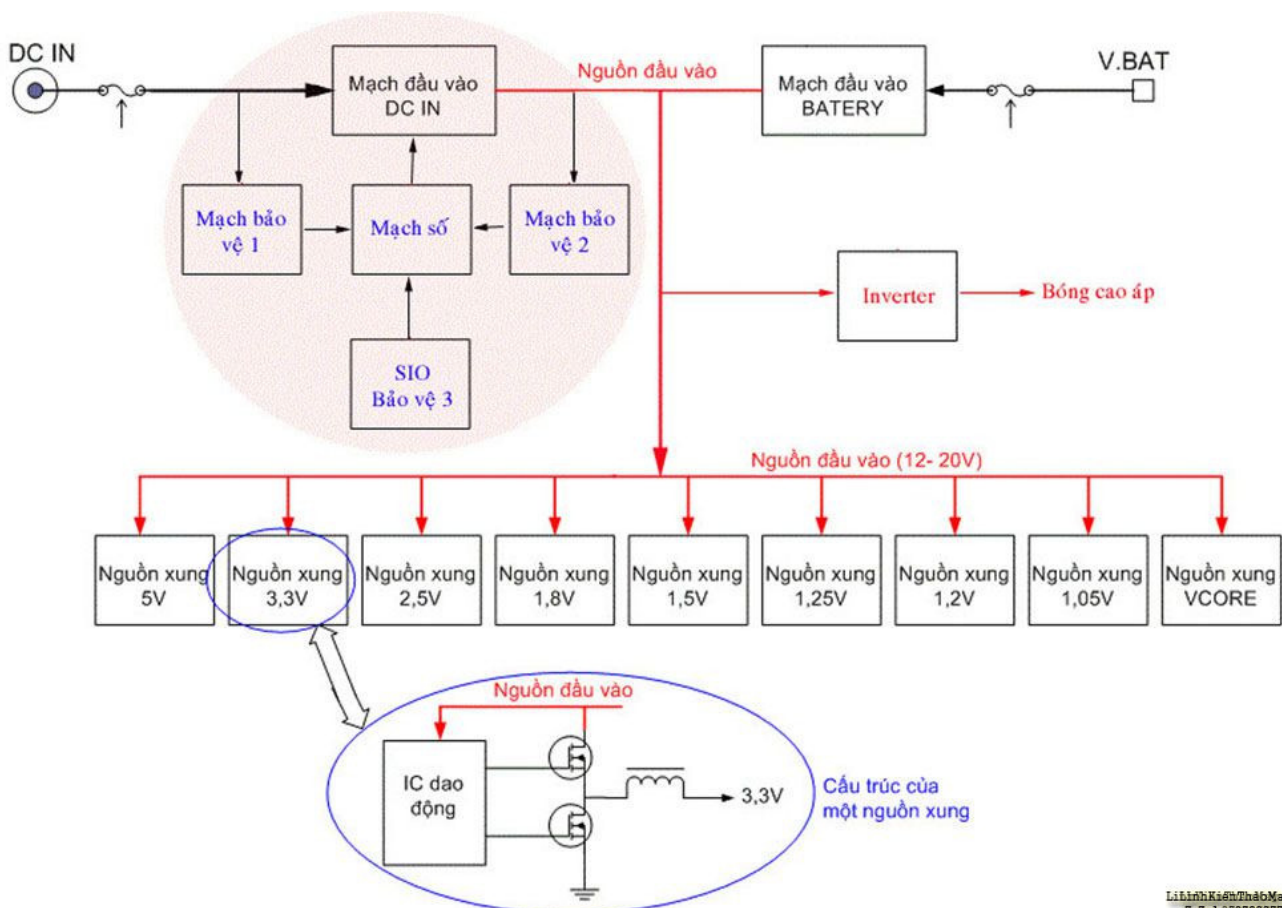 DC IN
Mạch đầu vào
DC IN
Nguồn đầu vào
Mạch đầu vào
BATERY
V.BAT
Mạch bảo
vệ 1
Mạch số
Mạch bảo
vệ 2
Inverter
Bóng cao áp
SIO
Bảo vệ 3
Nguồn đầu vào (12- 20V)
Nguồn xung
5V
Nguồn xung
3,3V
Nguồn xung
2,5V
Nguồn xung
1,8V
Nguồn xung
1,5V
Nguồn xung
1,25V
Nguồn xung
1,2V
Nguồn xung
1,05V
Nguồn xung
VCORE
Nguồn đầu vào
IC dao
động
3,3V
Cấu trúc của
một nguồn xung